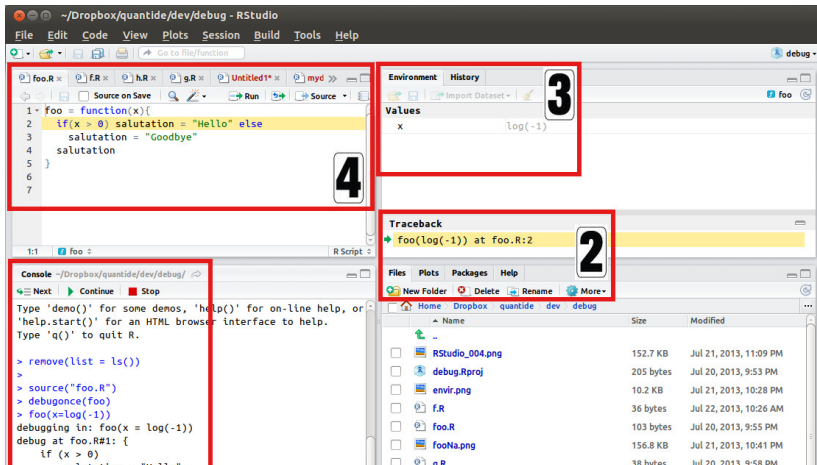 ~/Dropbox/quantide/dev/debug - RStudio
File Edit Code View Plots Session Build Tools Help
Go to file/function
debug
foo.R × f.R × h.R × g.R × Untitled1* × myd »
Source on Save Run Source
1 foo = function(x){
2 if(x > 0) salutation = "Hello" else
3 salutation = "Goodbye"
4 salutation
5 }
6
7
4
1:1 foo R Script
Console ~/Dropbox/quantide/dev/debug/
Next Continue Stop
Type 'demo()' for some demos, 'help()' for on-line help, or
'help.start()' for an HTML browser interface to help.
Type 'q()' to quit R.
> remove(list = ls())
>
> source("foo.R")
> debugonce(foo)
> foo(x=log(-1))
debugging in: foo(x = log(-1))
debug at foo.R#1: {
if (x > 0)
Environment History
3
Import Dataset
foo
Values
x log(-1)
Traceback
foo(log(-1)) at foo.R:2
2
Files Plots Packages Help
New Folder Delete Rename More
Home Dropbox quantide dev debug ...
Name Size Modified
..
RStudio_004.png 152.7 KB Jul 21, 2013, 11:09 PM
debug.Rproj 205 bytes Jul 20, 2013, 9:53 PM
envir.png 10.2 KB Jul 21, 2013, 10:28 PM
f.R 36 bytes Jul 22, 2013, 10:26 AM
foo.R 103 bytes Jul 20, 2013, 9:55 PM
fooNa.png 156.8 KB Jul 21, 2013, 10:41 PM
g.R 38 bytes Jul 20, 2013, 9:58 PM